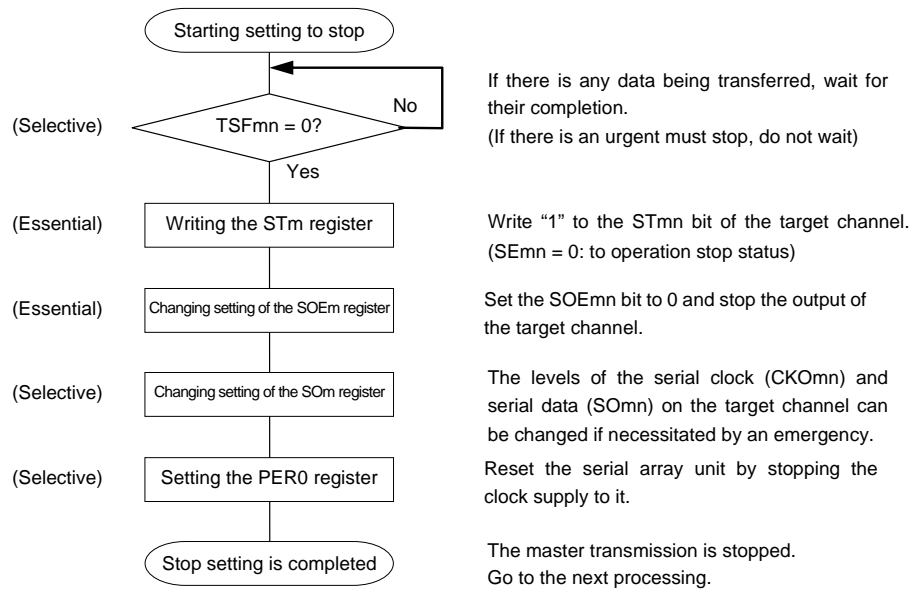 Starting setting to stop
No
If there is any data being transferred, wait for
their completion.
(If there is an urgent must stop, do not wait)
(Selective)
TSFmn = 0?
Yes
(Essential)
Writing the STm register
Write “1” to the STmn bit of the target channel.
(SEmn = 0: to operation stop status)
(Essential)
Changing setting of the SOEm register
Set the SOEmn bit to 0 and stop the output of
the target channel.
(Selective)
Changing setting of the SOm register
The levels of the serial clock (CKOmn) and
serial data (SOmn) on the target channel can
be changed if necessitated by an emergency.
(Selective)
Setting the PER0 register
Reset the serial array unit by stopping the
clock supply to it.
Stop setting is completed
The master transmission is stopped.
Go to the next processing.